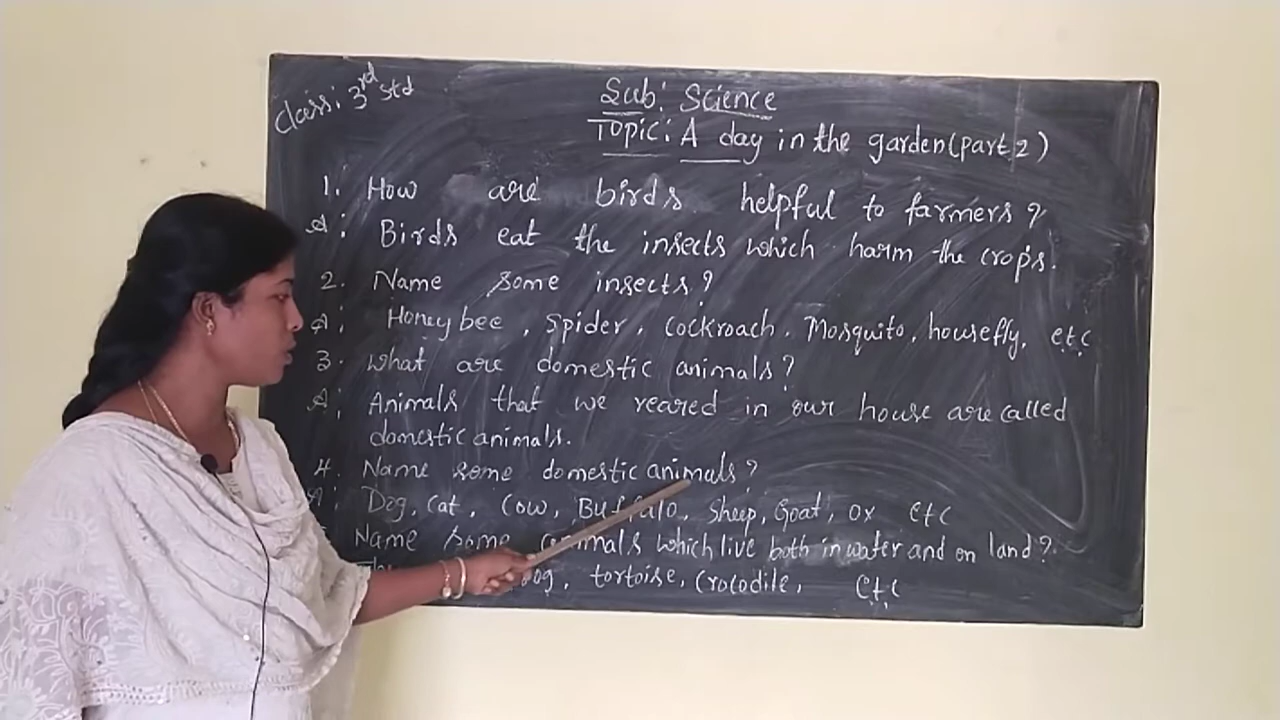 Class: 3rd Std
Sub: Science
Topic: A day in the garden (part 2)
1. How are birds helpful to farmers?
A: Birds eat the insects which harm the crops.
2. Name some insects?
A: Honey bee, Spider, Cockroach, Mosquito, housefly, etc
3. What are domestic animals?
A: Animals that we reared in our house are called
domestic animals.
4. Name some domestic animals?
A: Dog, Cat, Cow, Buffalo, Sheep, Goat, Ox etc
Name some animals which live both in water and on land?
tortoise, Crocodile, etc